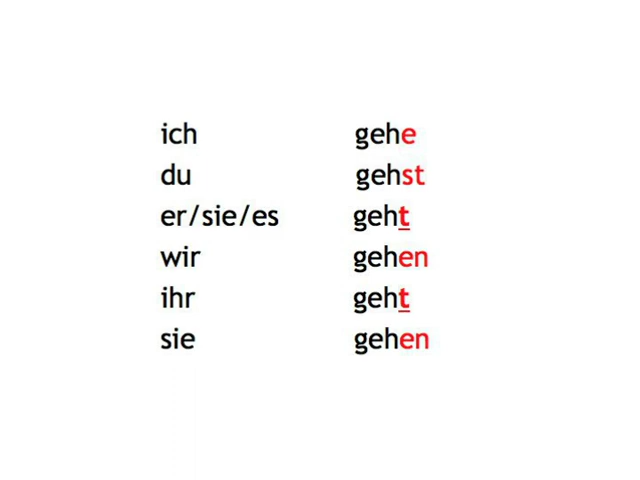 ich gehe
du gehst
er/sie/es geht
wir gehen
ihr geht
sie gehen